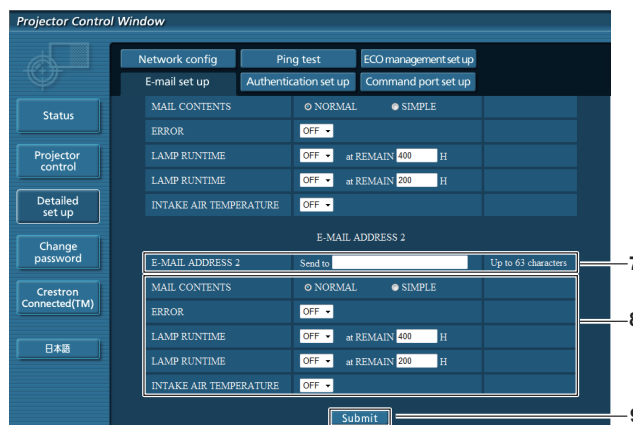 Projector Control Window
Network config Ping test ECO management set up
E-mail set up Authentication set up Command port set up
Status
Projector control
Detailed set up
Change password
Crestron Connected(TM)
日本語
MAIL CONTENTS NORMAL SIMPLE
ERROR OFF
LAMP RUNTIME OFF at REMAIN 400 H
LAMP RUNTIME OFF at REMAIN 200 H
INTAKE AIR TEMPERATURE OFF
E-MAIL ADDRESS 2
E-MAIL ADDRESS 2 Send to Up to 63 characters 7
MAIL CONTENTS NORMAL SIMPLE
ERROR OFF 8
LAMP RUNTIME OFF at REMAIN 400 H
LAMP RUNTIME OFF at REMAIN 200 H
INTAKE AIR TEMPERATURE OFF
Submit 9